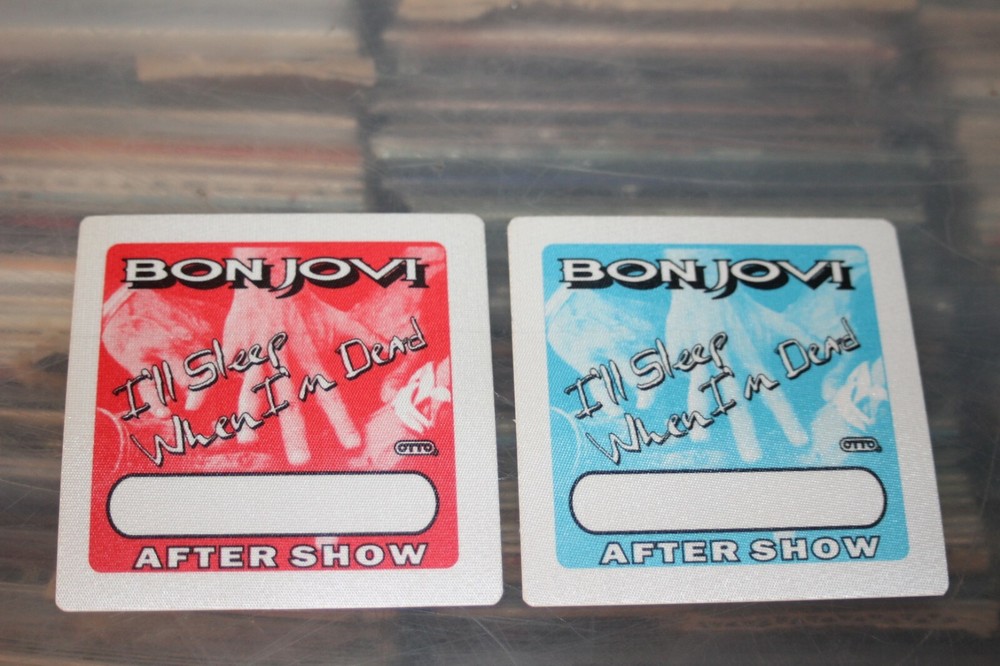 BON JOVI
I'll Sleep
When I'm Dead
OTTO
AFTER SHOW
BON JOVI
I'll Sleep
When I'm Dead
OTTO
AFTER SHOW